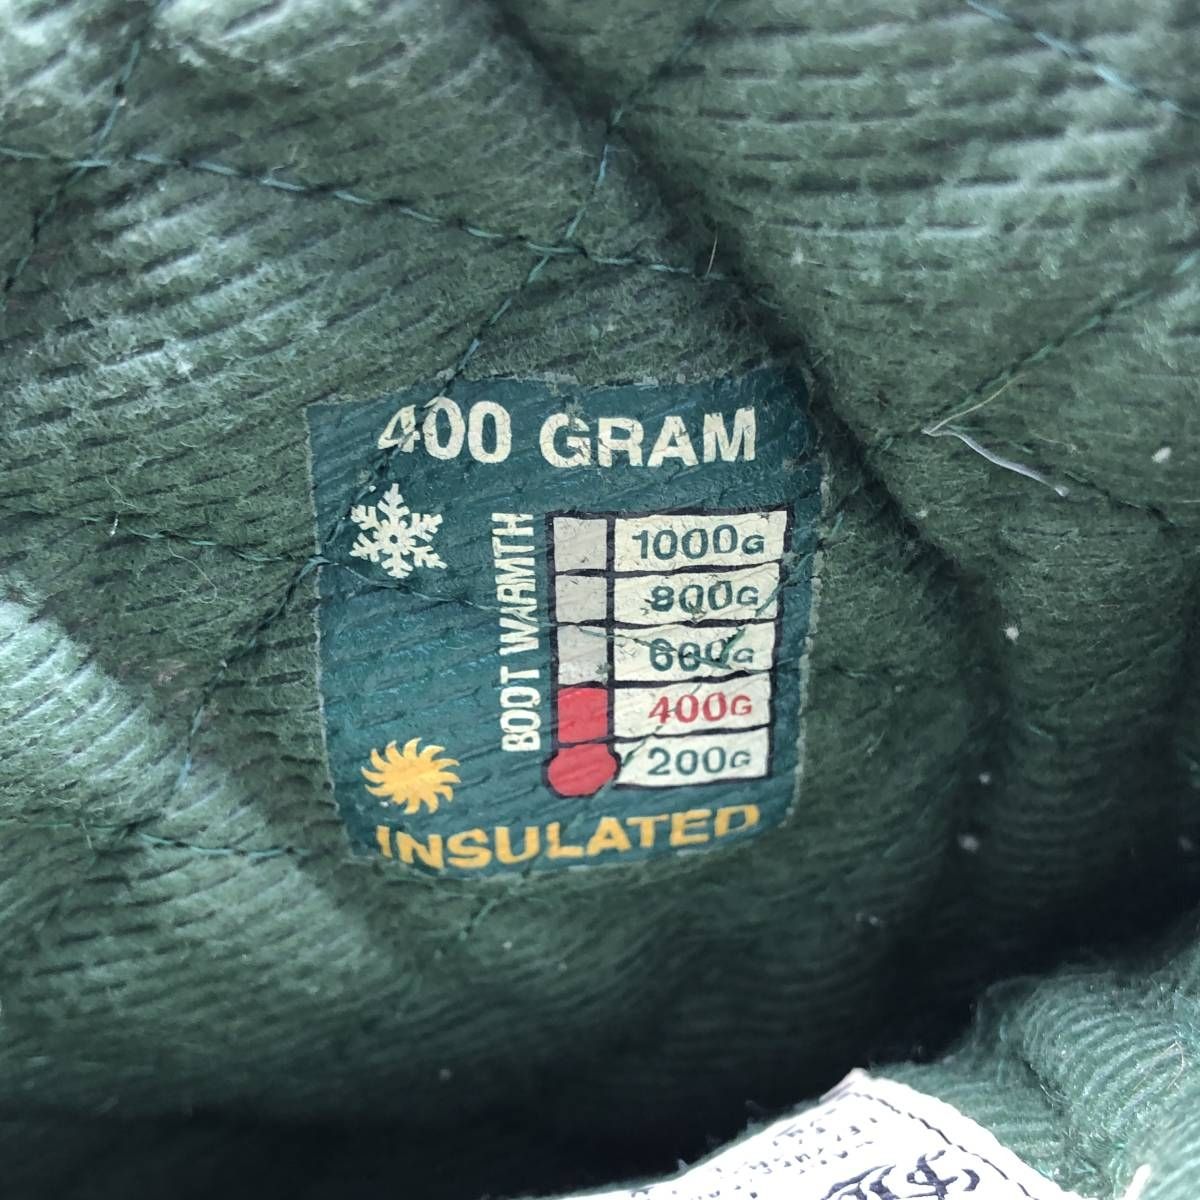 400 GRAM
BOOT WARMTH
1000G
800G
600G
400G
200G
INSULATED